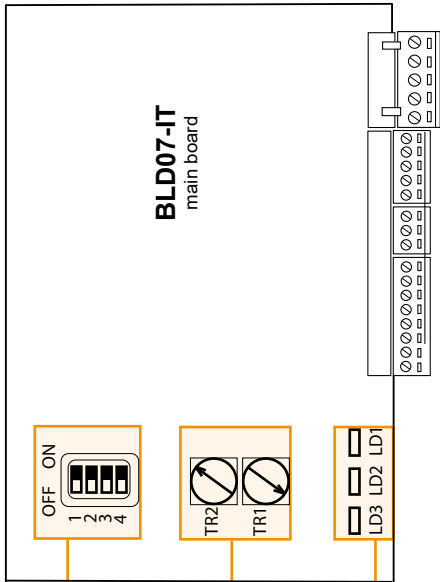 BLD07-IT
main board
OFF ON
1
2
3
4
TR2
TR1
LD3
LD2
LD1